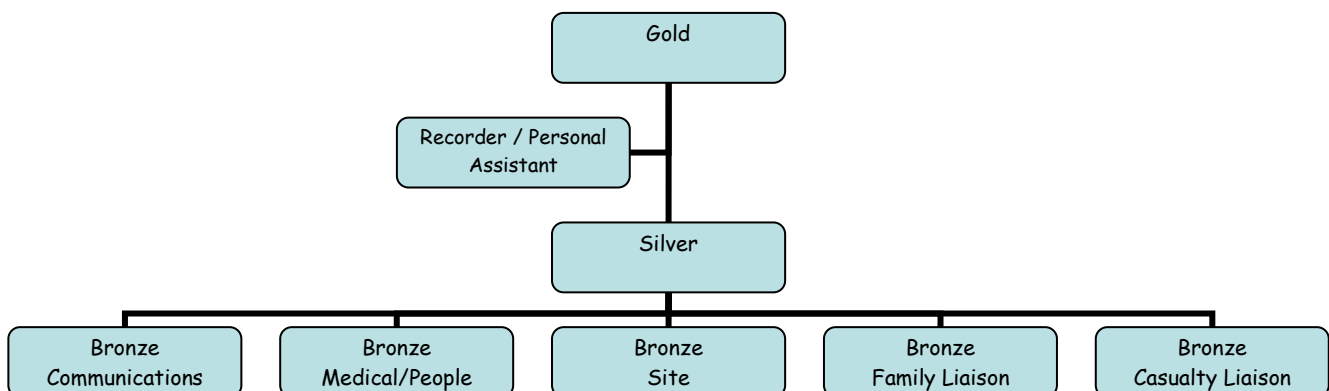 Gold
Recorder / Personal
Assistant
Silver
Bronze
Communications
Bronze
Medical/People
Bronze
Site
Bronze
Family Liaison
Bronze
Casualty Liaison